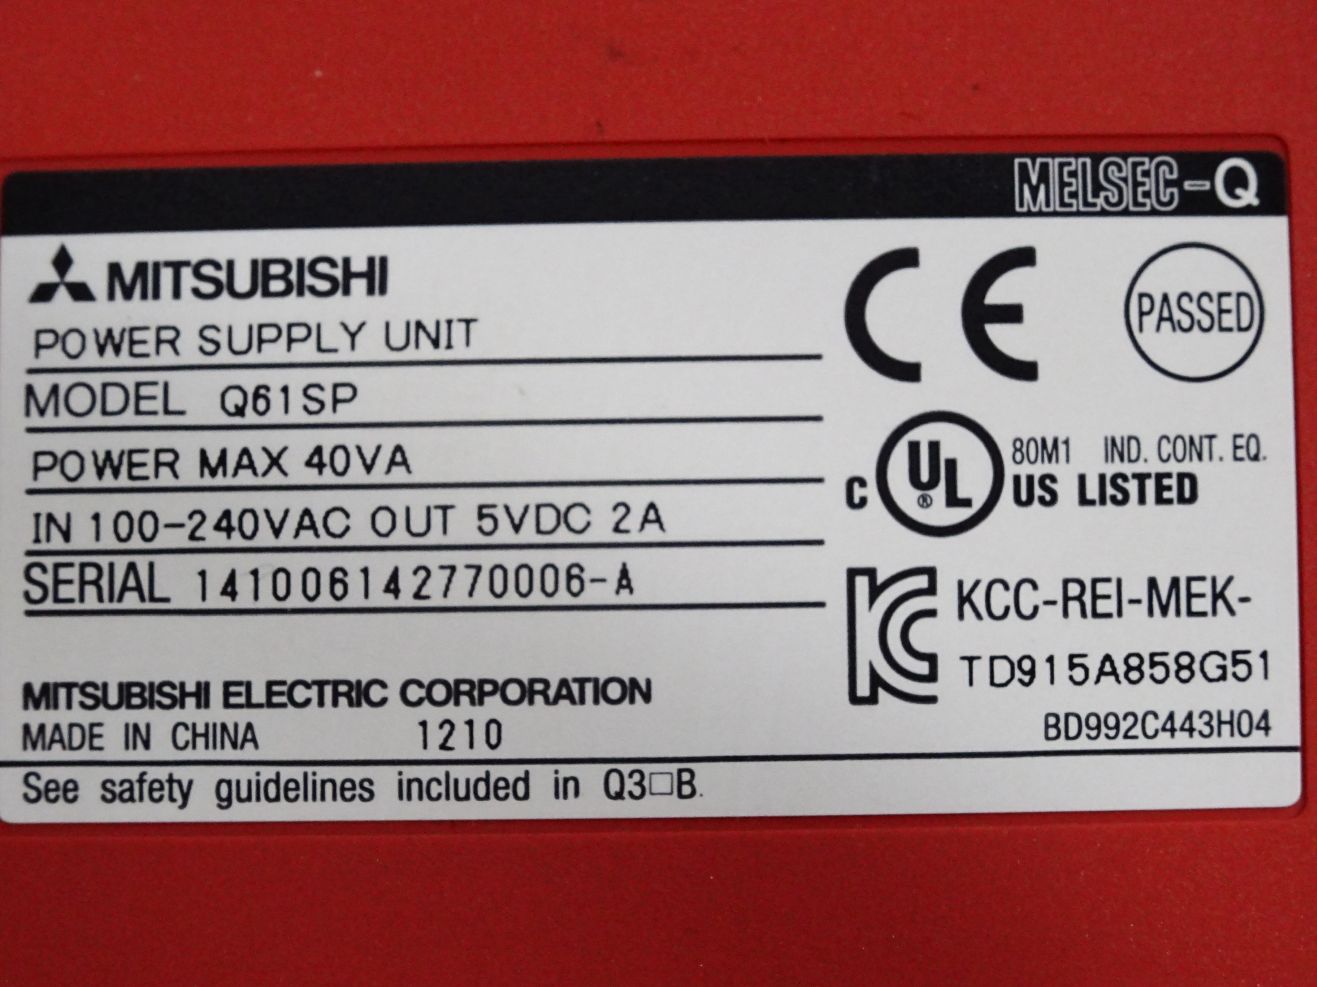 MELSEC-Q
MITSUBISHI
POWER SUPPLY UNIT
MODEL Q61SP
POWER MAX 40VA
IN 100-240VAC OUT 5VDC 2A
SERIAL 141006142770006-A
MITSUBISHI ELECTRIC CORPORATION
MADE IN CHINA 1210
See safety guidelines included in Q3□B.
CE
PASSED
C UL ® 80M1 IND. CONT. EQ.
US LISTED
KCC-REI-MEK-
TD915A858G51
BD992C443H04